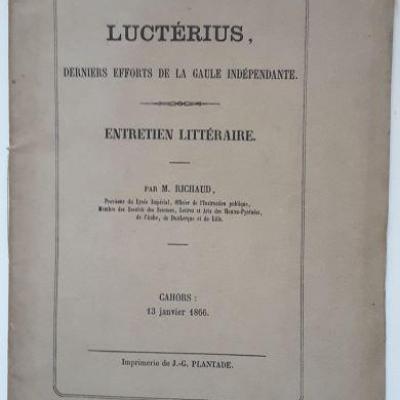 LUCTÉRIUS,
DERNIERS EFFORTS DE LA GAULE INDÉPENDANTE.
ENTRETIEN LITTÉRAIRE.
PAR M. RICHAUD,
Proviseur du Lycée Impérial, Officier de l'Instruction publique,
Membre des Sociétés des Sciences, Lettres et Arts des Hautes-Pyrénées,
de l'Aube, de Dunkerque et de Lille.
CAHORS :
13 janvier 1866.
Imprimerie de J.-G. PLANTADE.